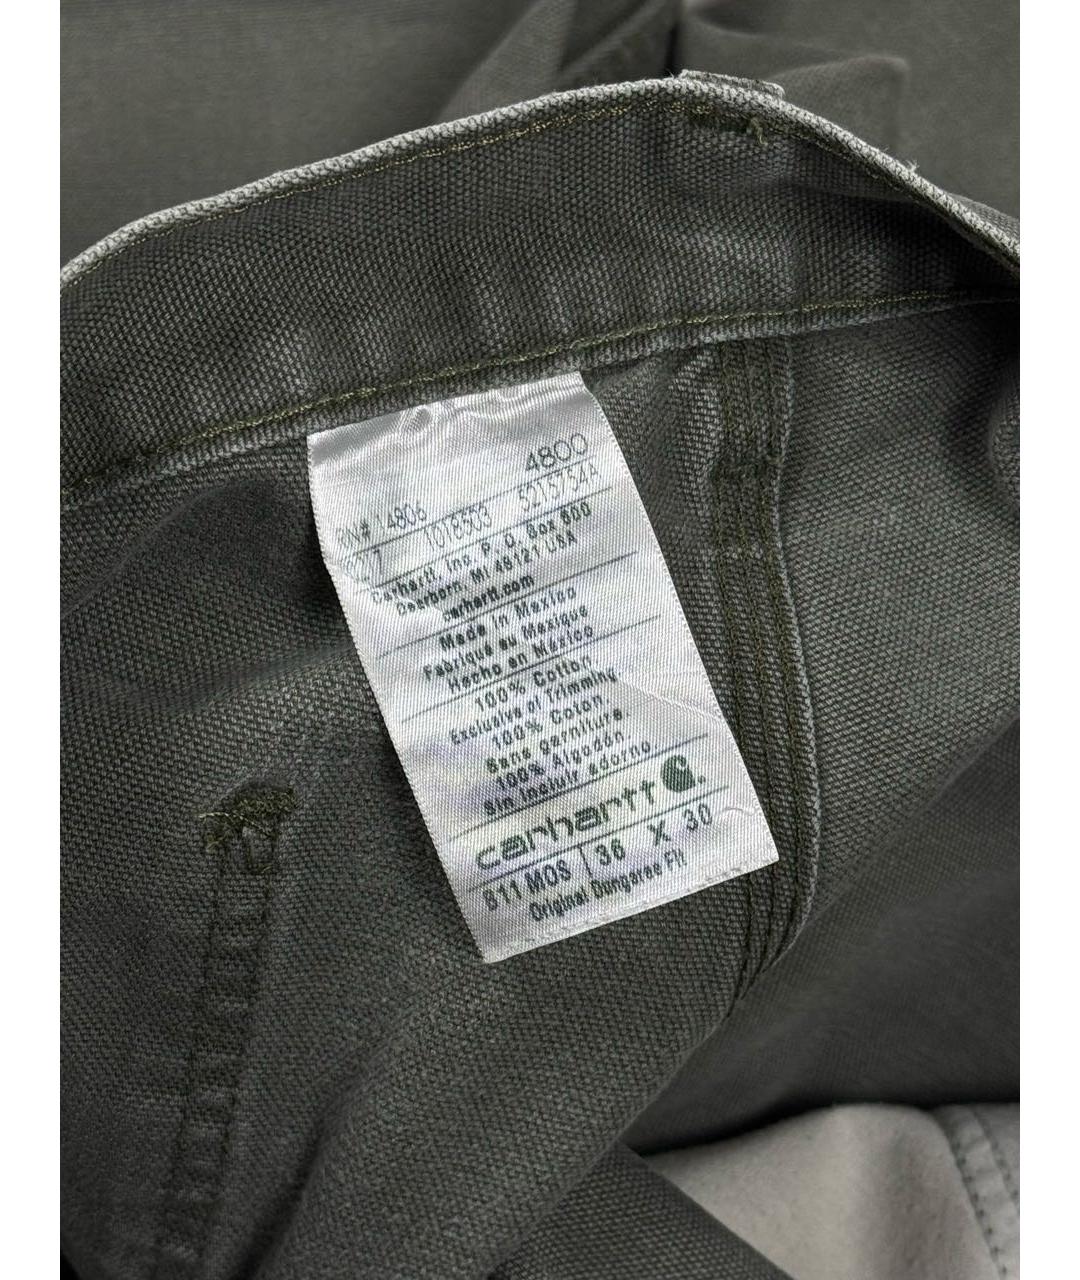 4800
RN# 14806
7 1018503 5215754A
Carhartt, Inc. P. O. Box 600
Dearborn, MI 48121 USA
carhartt.com
Made in Mexico
Fabriqué au Mexique
Hecho en México
100% Cotton
Exclusive of Trimming
100% Coton
Sans garniture
100% Algodón
Sin incluir adorno
carhartt
B11 MOS 36 X 30
Original Dungaree Fit